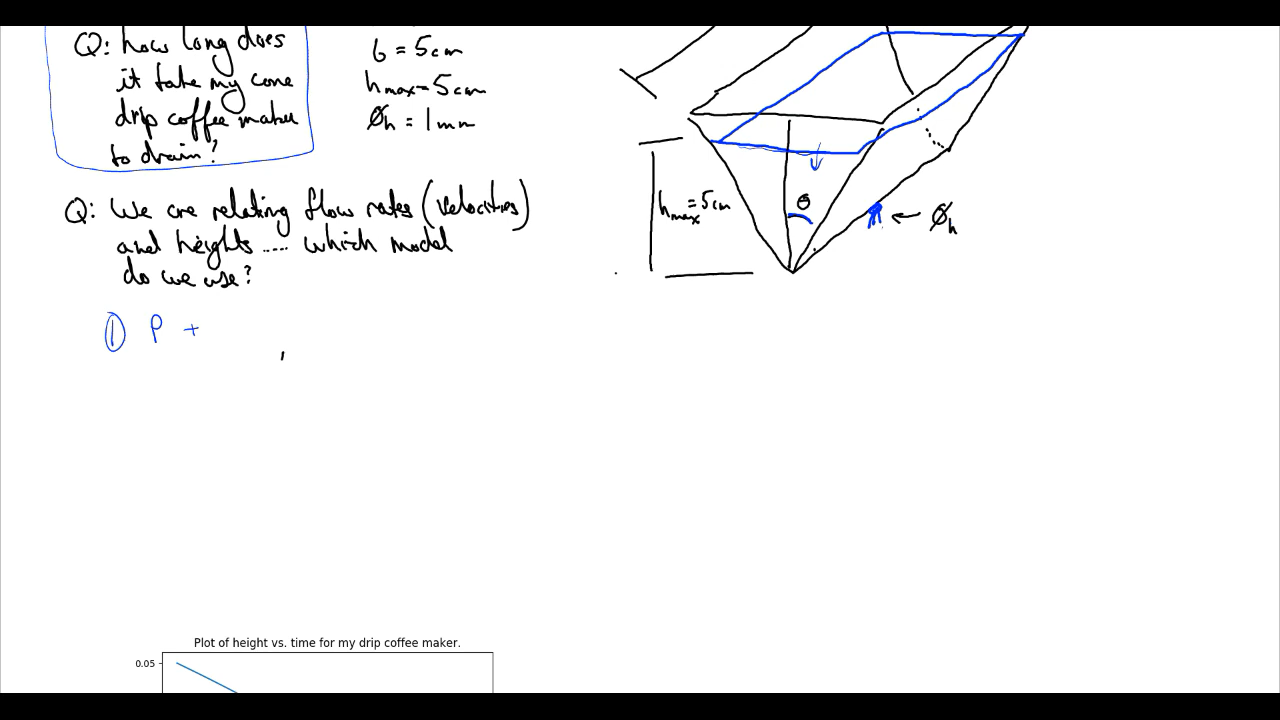 Q: how long does
it take my cone
drip coffee maker
to drain?
b = 5cm
hmax = 5cm
Øh = 1mm
Q: We are relating flow rates (velocities)
and heights ..... which model
do we use?
① P +
hmax = 5cm
θ
← Øh
Plot of height vs. time for my drip coffee maker.
0.05